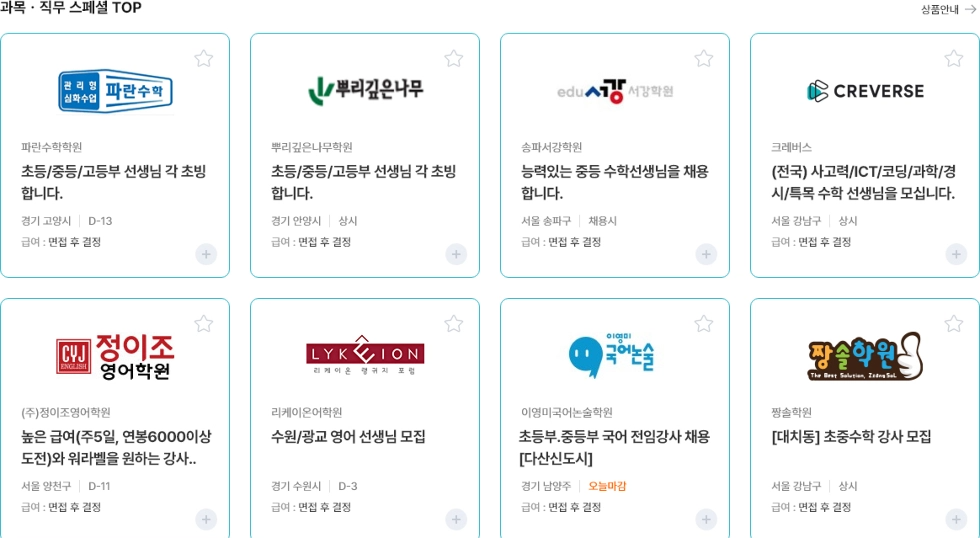 과목 · 직무 스페셜 TOP
상품안내 →
관리형
심화수업
파란수학
파란수학학원
초등/중등/고등부 선생님 각 초빙
합니다.
경기 고양시 | D-13
급여 : 면접 후 결정
뿌리깊은나무
뿌리깊은나무학원
초등/중등/고등부 선생님 각 초빙
합니다.
경기 안양시 | 상시
급여 : 면접 후 결정
edu 서강 서강학원
송파서강학원
능력있는 중등 수학선생님을 채용
합니다.
서울 송파구 | 채용시
급여 : 면접 후 결정
CREVERSE
크레버스
(전국) 사고력/ICT/코딩/과학/경
시/특목 수학 선생님을 모십니다.
서울 강남구 | 상시
급여 : 면접 후 결정
CYJ
ENGLISH
정이조
영어학원
(주)정이조영어학원
높은 급여(주5일, 연봉6000이상
도전)와 워라벨을 원하는 강사..
서울 양천구 | D-11
급여 : 면접 후 결정
LYKEION
리케이온 랭귀지 포럼
리케이온어학원
수원/광교 영어 선생님 모집
경기 수원시 | D-3
급여 : 면접 후 결정
이영미
국어논술
이영미국어논술학원
초등부.중등부 국어 전임강사 채용
[다산신도시]
경기 남양주 | 오늘마감
급여 : 면접 후 결정
짱솔학원
The Best Solution, ZzangSol.
짱솔학원
[대치동] 초중수학 강사 모집
서울 강남구 | 상시
급여 : 면접 후 결정